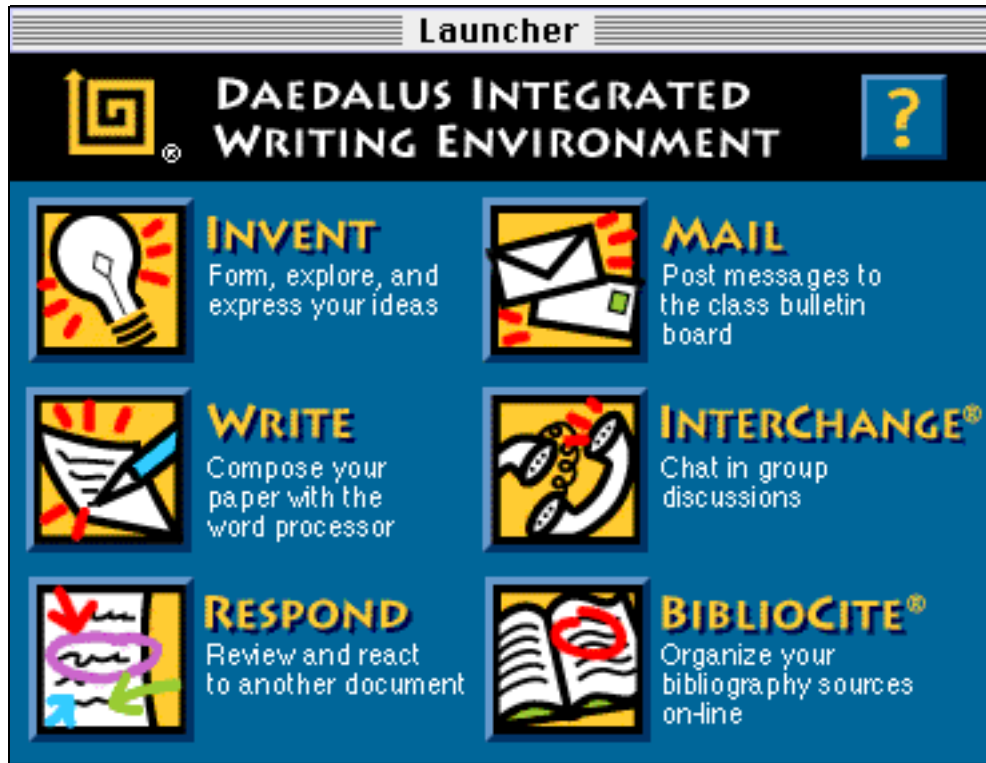 Launcher
DAEDALUS INTEGRATED
WRITING ENVIRONMENT
®
?
INVENT
Form, explore, and
express your ideas
MAIL
Post messages to
the class bulletin
board
WRITE
Compose your
paper with the
word processor
INTERCHANGE®
Chat in group
discussions
RESPOND
Review and react
to another document
BIBLIOCITE®
Organize your
bibliography sources
on-line